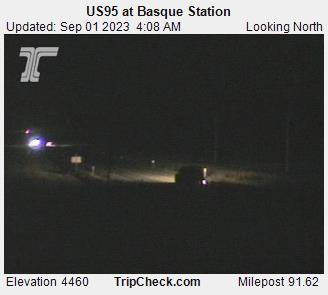 US95 at Basque Station
Updated: Sep 01 2023 4:08 AM Looking North
Elevation 4460 TripCheck.com Milepost 91.62